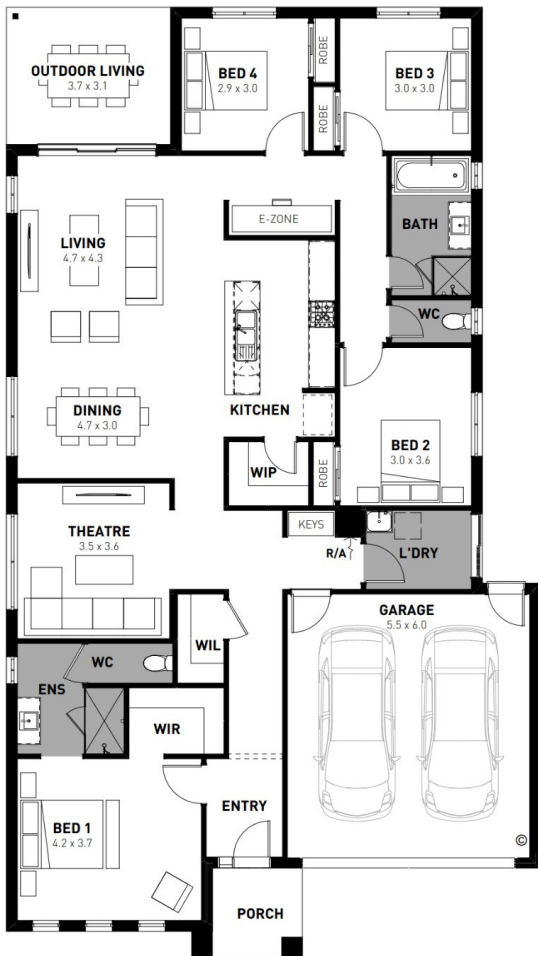 OUTDOOR LIVING
3.7 x 3.1
BED 4
2.9 x 3.0
ROBE
ROBE
BED 3
3.0 x 3.0
E-ZONE
BATH
LIVING
4.7 x 4.3
WC
DINING
4.7 x 3.0
KITCHEN
BED 2
3.0 x 3.6
WIP
ROBE
THEATRE
3.5 x 3.6
KEYS
R/A
L'DRY
GARAGE
5.5 x 6.0
WIL
WC
ENS
WIR
ENTRY
BED 1
4.2 x 3.7
©
PORCH